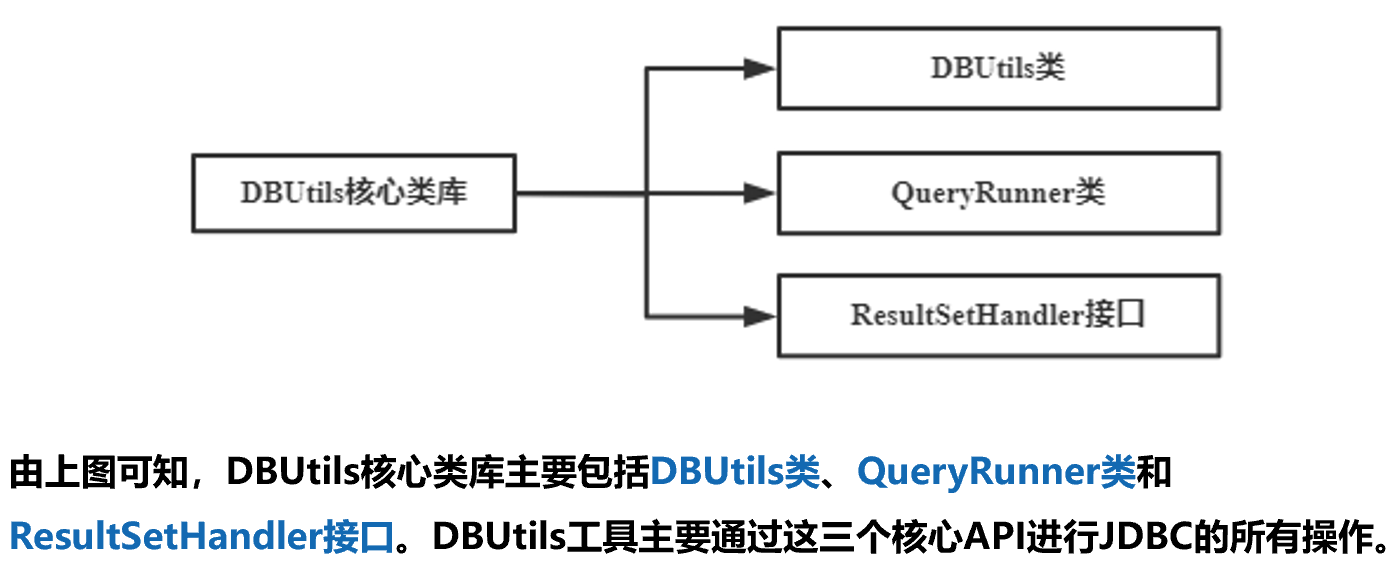 DBUtils类
DBUtils核心类库
QueryRunner类
ResultSetHandler接口
由上图可知，DBUtils核心类库主要包括DBUtils类、QueryRunner类和
ResultSetHandler接口。DBUtils工具主要通过这三个核心API进行JDBC的所有操作。